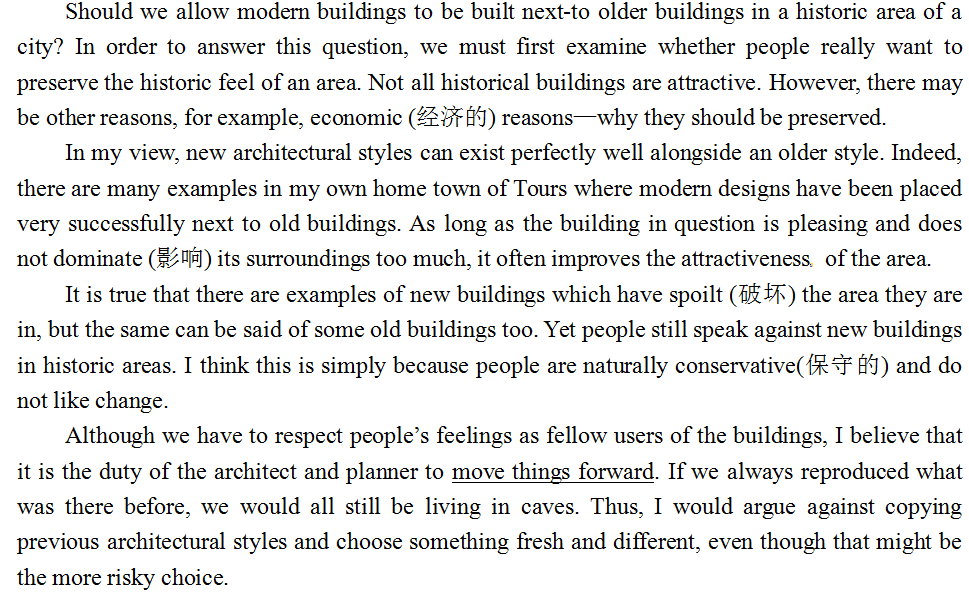 Should we allow modern buildings to be built next-to older buildings in a historic area of a
city? In order to answer this question, we must first examine whether people really want to
preserve the historic feel of an area. Not all historical buildings are attractive. However, there may
be other reasons, for example, economic (经济的) reasons—why they should be preserved.
In my view, new architectural styles can exist perfectly well alongside an older style. Indeed,
there are many examples in my own home town of Tours where modern designs have been placed
very successfully next to old buildings. As long as the building in question is pleasing and does
not dominate (影响) its surroundings too much, it often improves the attractiveness of the area.
It is true that there are examples of new buildings which have spoilt (破坏) the area they are
in, but the same can be said of some old buildings too. Yet people still speak against new buildings
in historic areas. I think this is simply because people are naturally conservative(保守的) and do
not like change.
Although we have to respect people's feelings as fellow users of the buildings, I believe that
it is the duty of the architect and planner to move things forward. If we always reproduced what
was there before, we would all still be living in caves. Thus, I would argue against copying
previous architectural styles and choose something fresh and different, even though that might be
the more risky choice.